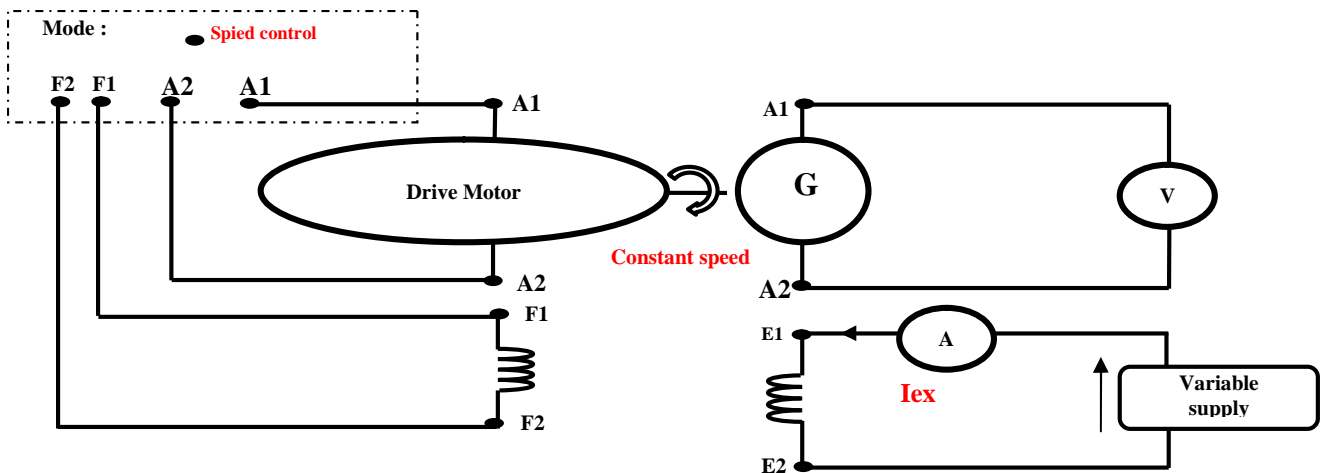 Mode :
Spied control
F2 F1 A2 A1
A1
A1
Drive Motor
G
V
Constant speed
A2
A2
F1
E1
A
Iex
Variable
supply
F2
E2